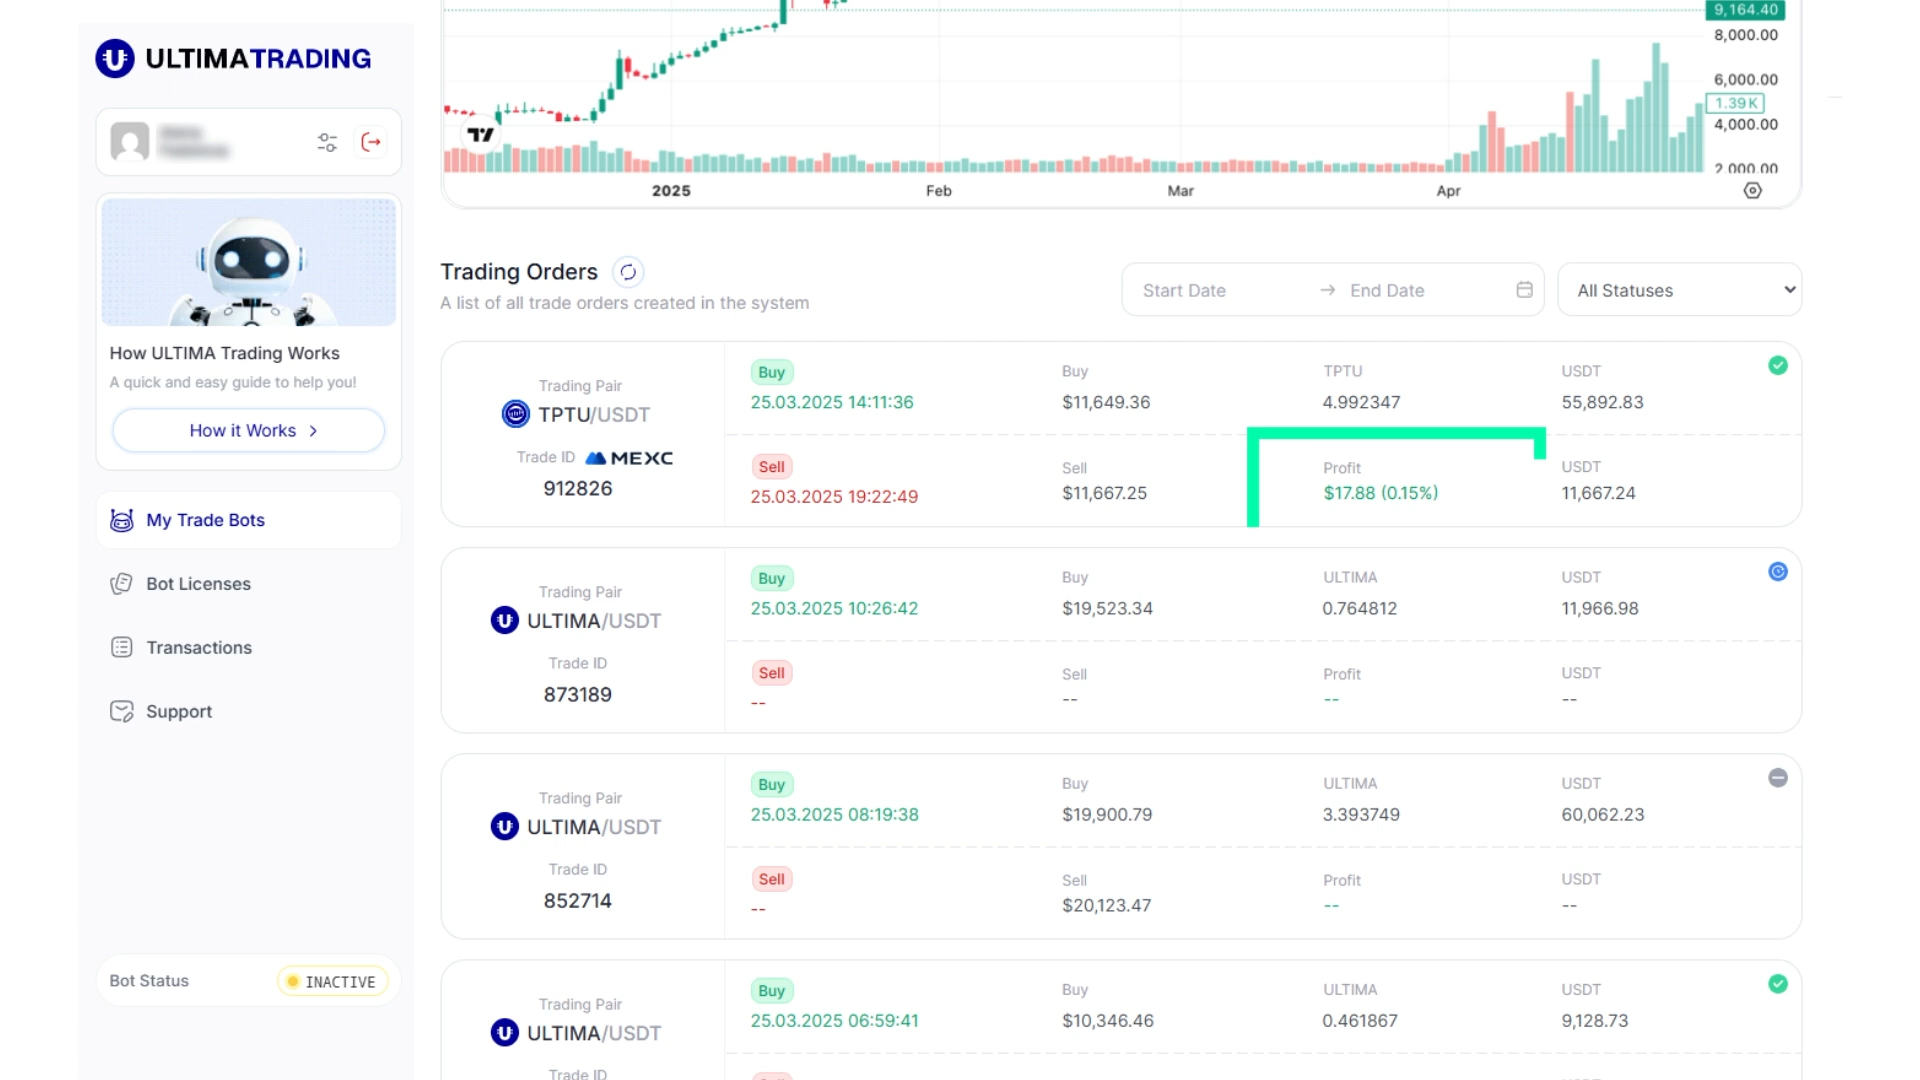 ULTIMATRADING
How ULTIMA Trading Works
A quick and easy guide to help you!
How it Works
My Trade Bots
Bot Licenses
Transactions
Support
Bot Status
INACTIVE
9,164.40
8,000.00
6,000.00
1.39K
4,000.00
2,000.00
2025
Feb
Mar
Apr
Trading Orders
A list of all trade orders created in the system
Start Date
End Date
All Statuses
Trading Pair
TPTU/USDT
Trade ID MEXC
912826
Buy
25.03.2025 14:11:36
Buy
$11,649.36
TPTU
4.992347
USDT
55,892.83
Sell
25.03.2025 19:22:49
Sell
$11,667.25
Profit
$17.88 (0.15%)
USDT
11,667.24
Trading Pair
ULTIMA/USDT
Trade ID
873189
Buy
25.03.2025 10:26:42
Buy
$19,523.34
ULTIMA
0.764812
USDT
11,966.98
Sell
--
Sell
--
Profit
--
USDT
--
Trading Pair
ULTIMA/USDT
Trade ID
852714
Buy
25.03.2025 08:19:38
Buy
$19,900.79
ULTIMA
3.393749
USDT
60,062.23
Sell
--
Sell
$20,123.47
Profit
--
USDT
--
Trading Pair
ULTIMA/USDT
Trade ID
Buy
25.03.2025 06:59:41
Buy
$10,346.46
ULTIMA
0.461867
USDT
9,128.73